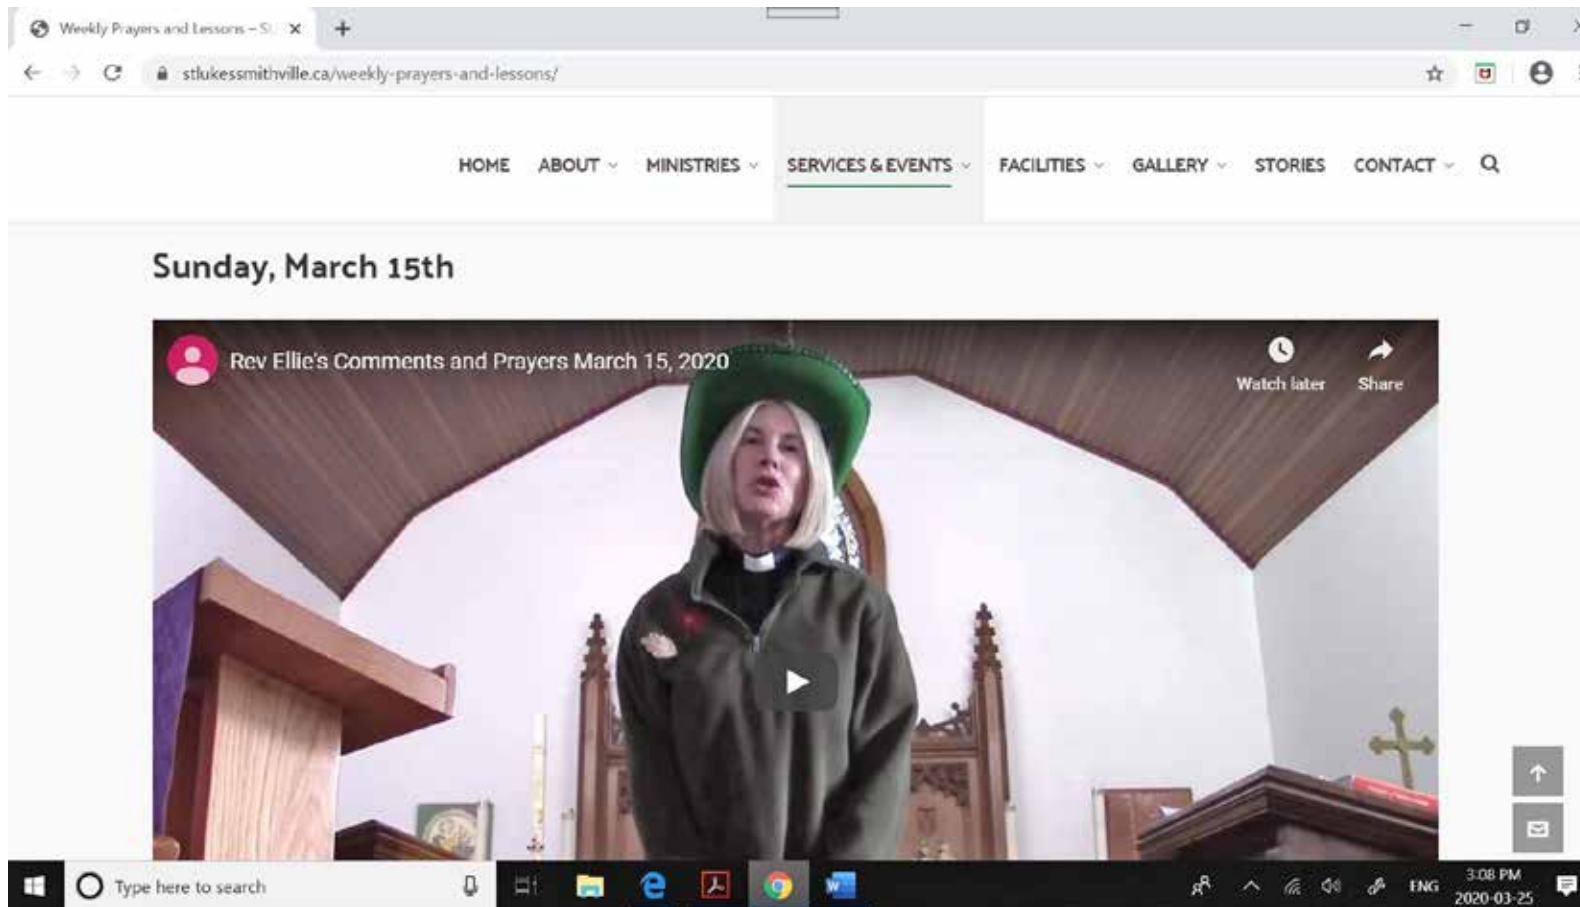 Weekly Prayers and Lessons – St.
stlukessmithville.ca/weekly-prayers-and-lessons/
HOME ABOUT MINISTRIES SERVICES & EVENTS FACILITIES GALLERY STORIES CONTACT
Sunday, March 15th
Rev Ellie's Comments and Prayers March 15, 2020
Watch later Share
Type here to search
ENG
3:08 PM
2020-03-25